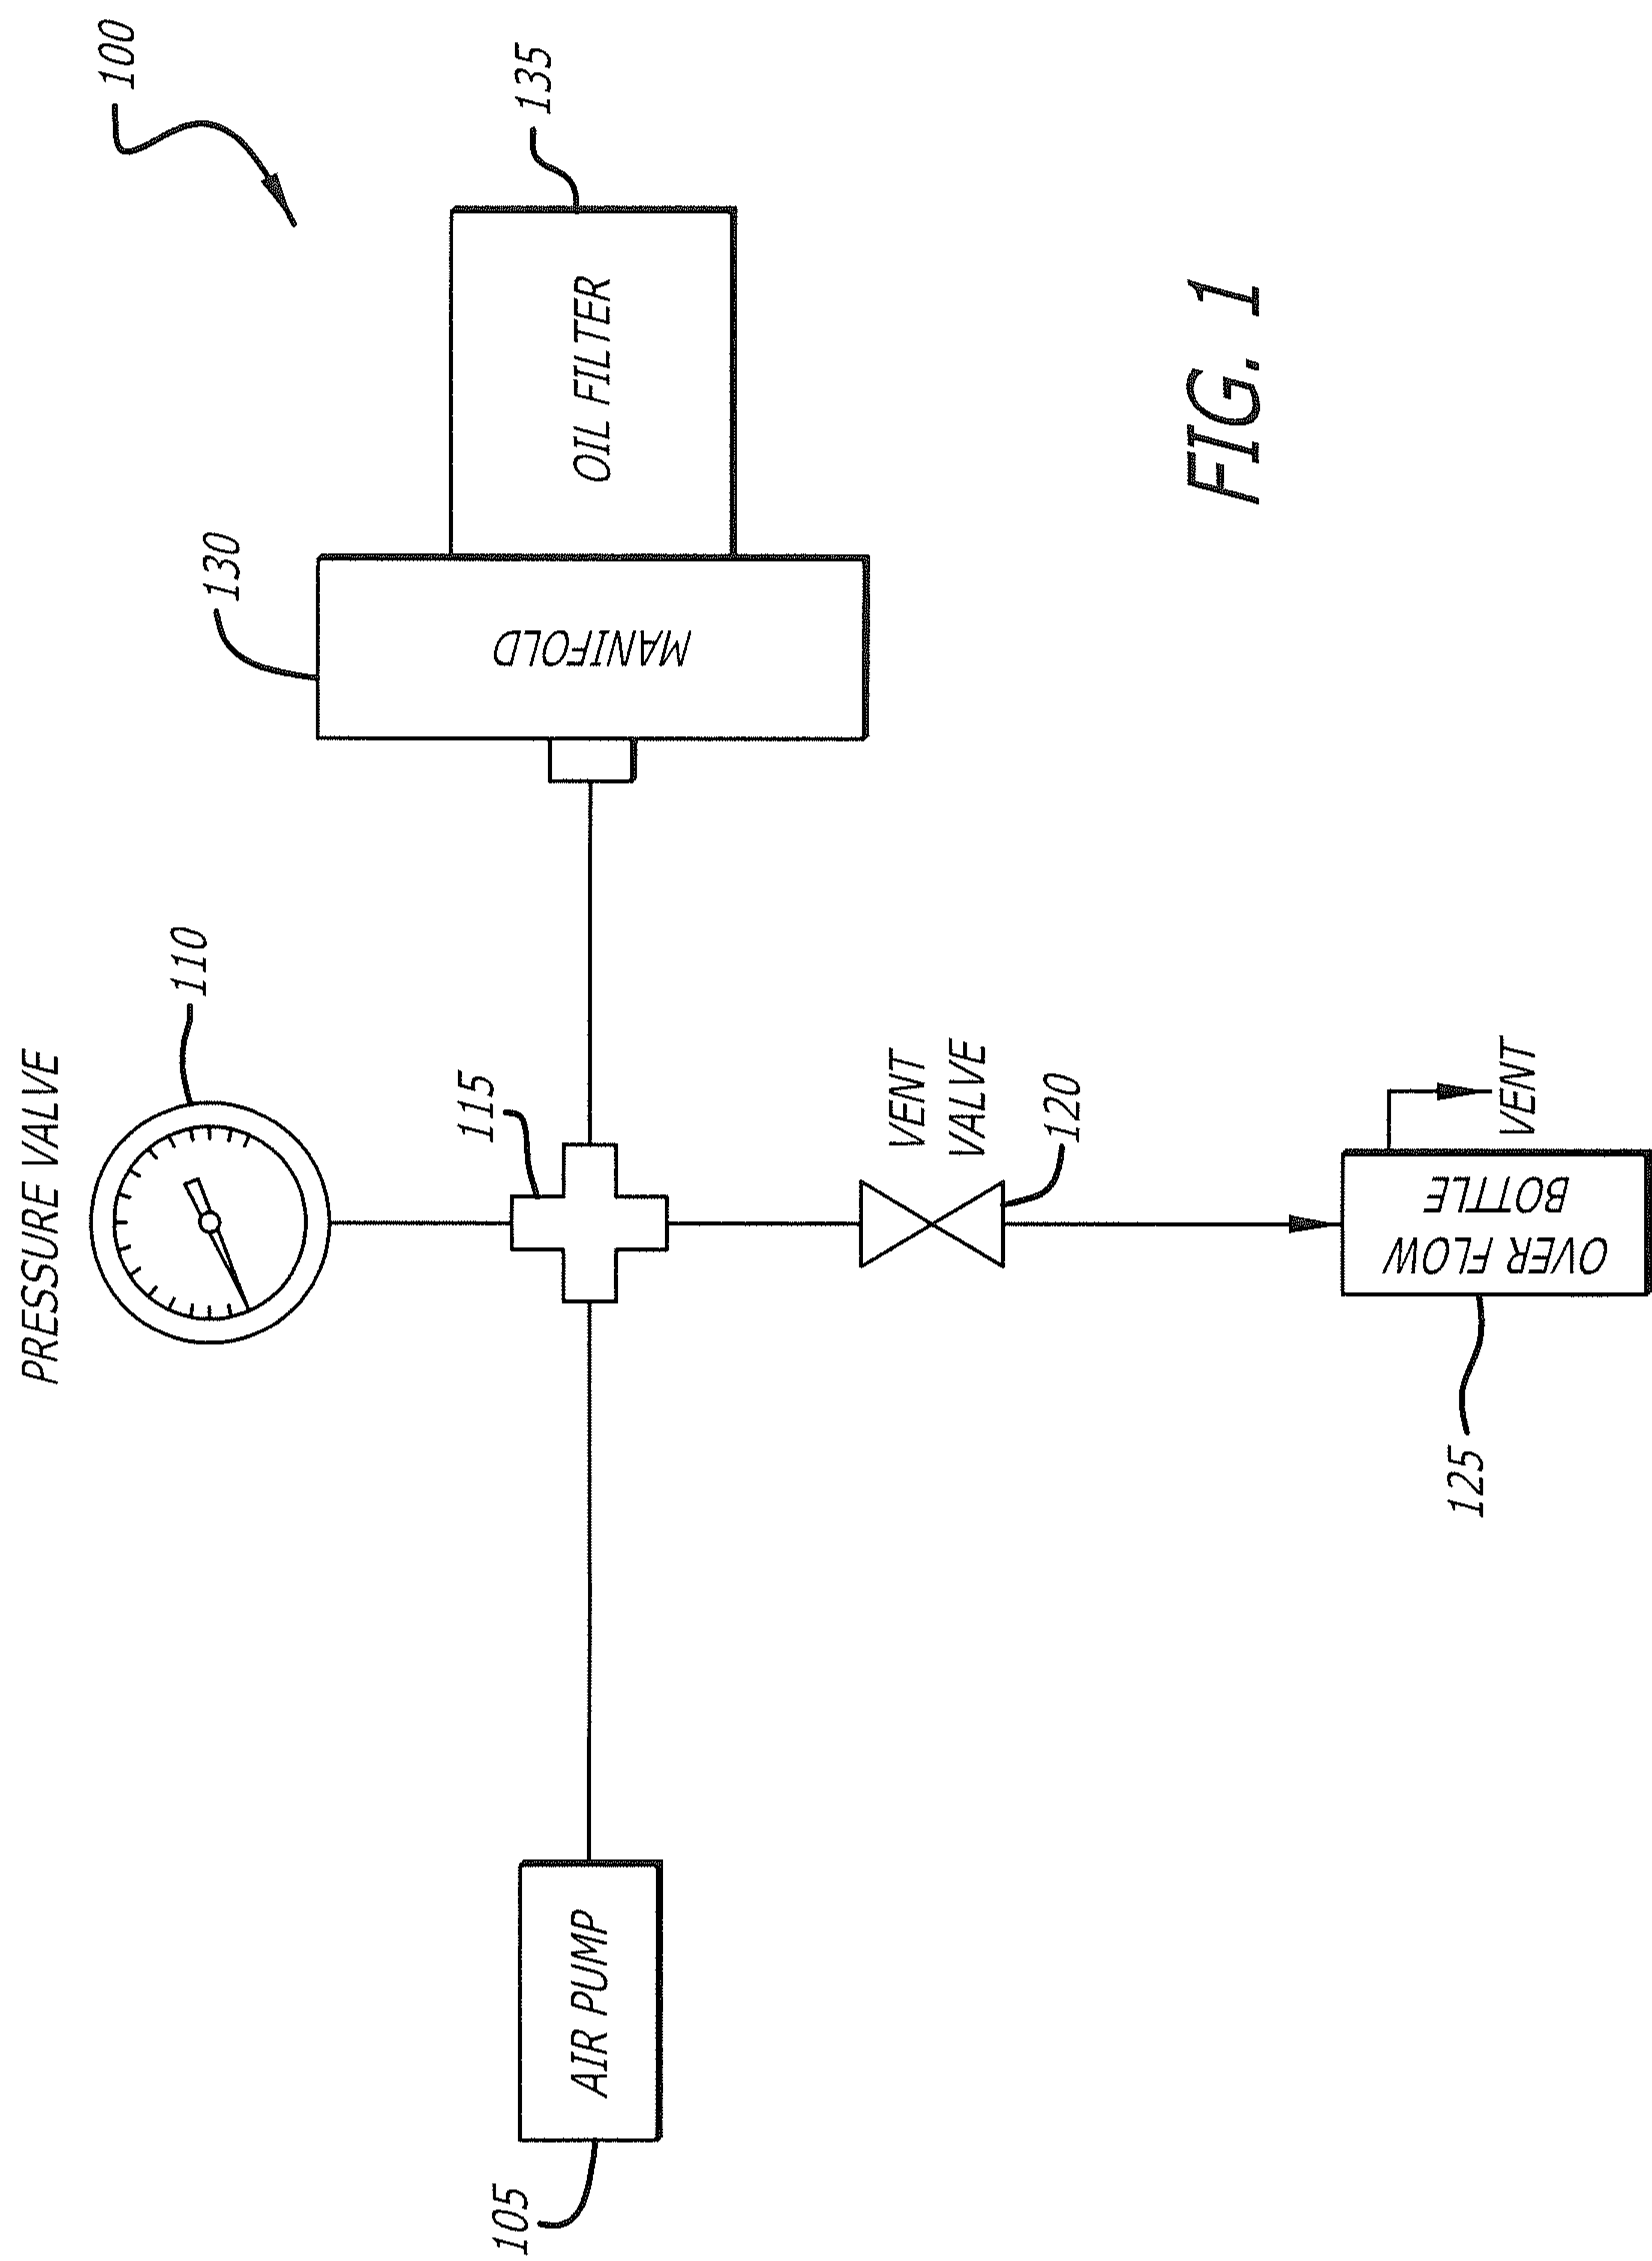 100
PRESSURE VALVE
110
130
135
115
MANIFOLD
OIL FILTER
105
AIR PUMP
VENT
VALVE
120
125
OVER FLOW
BOTTLE
VENT
FIG. 1